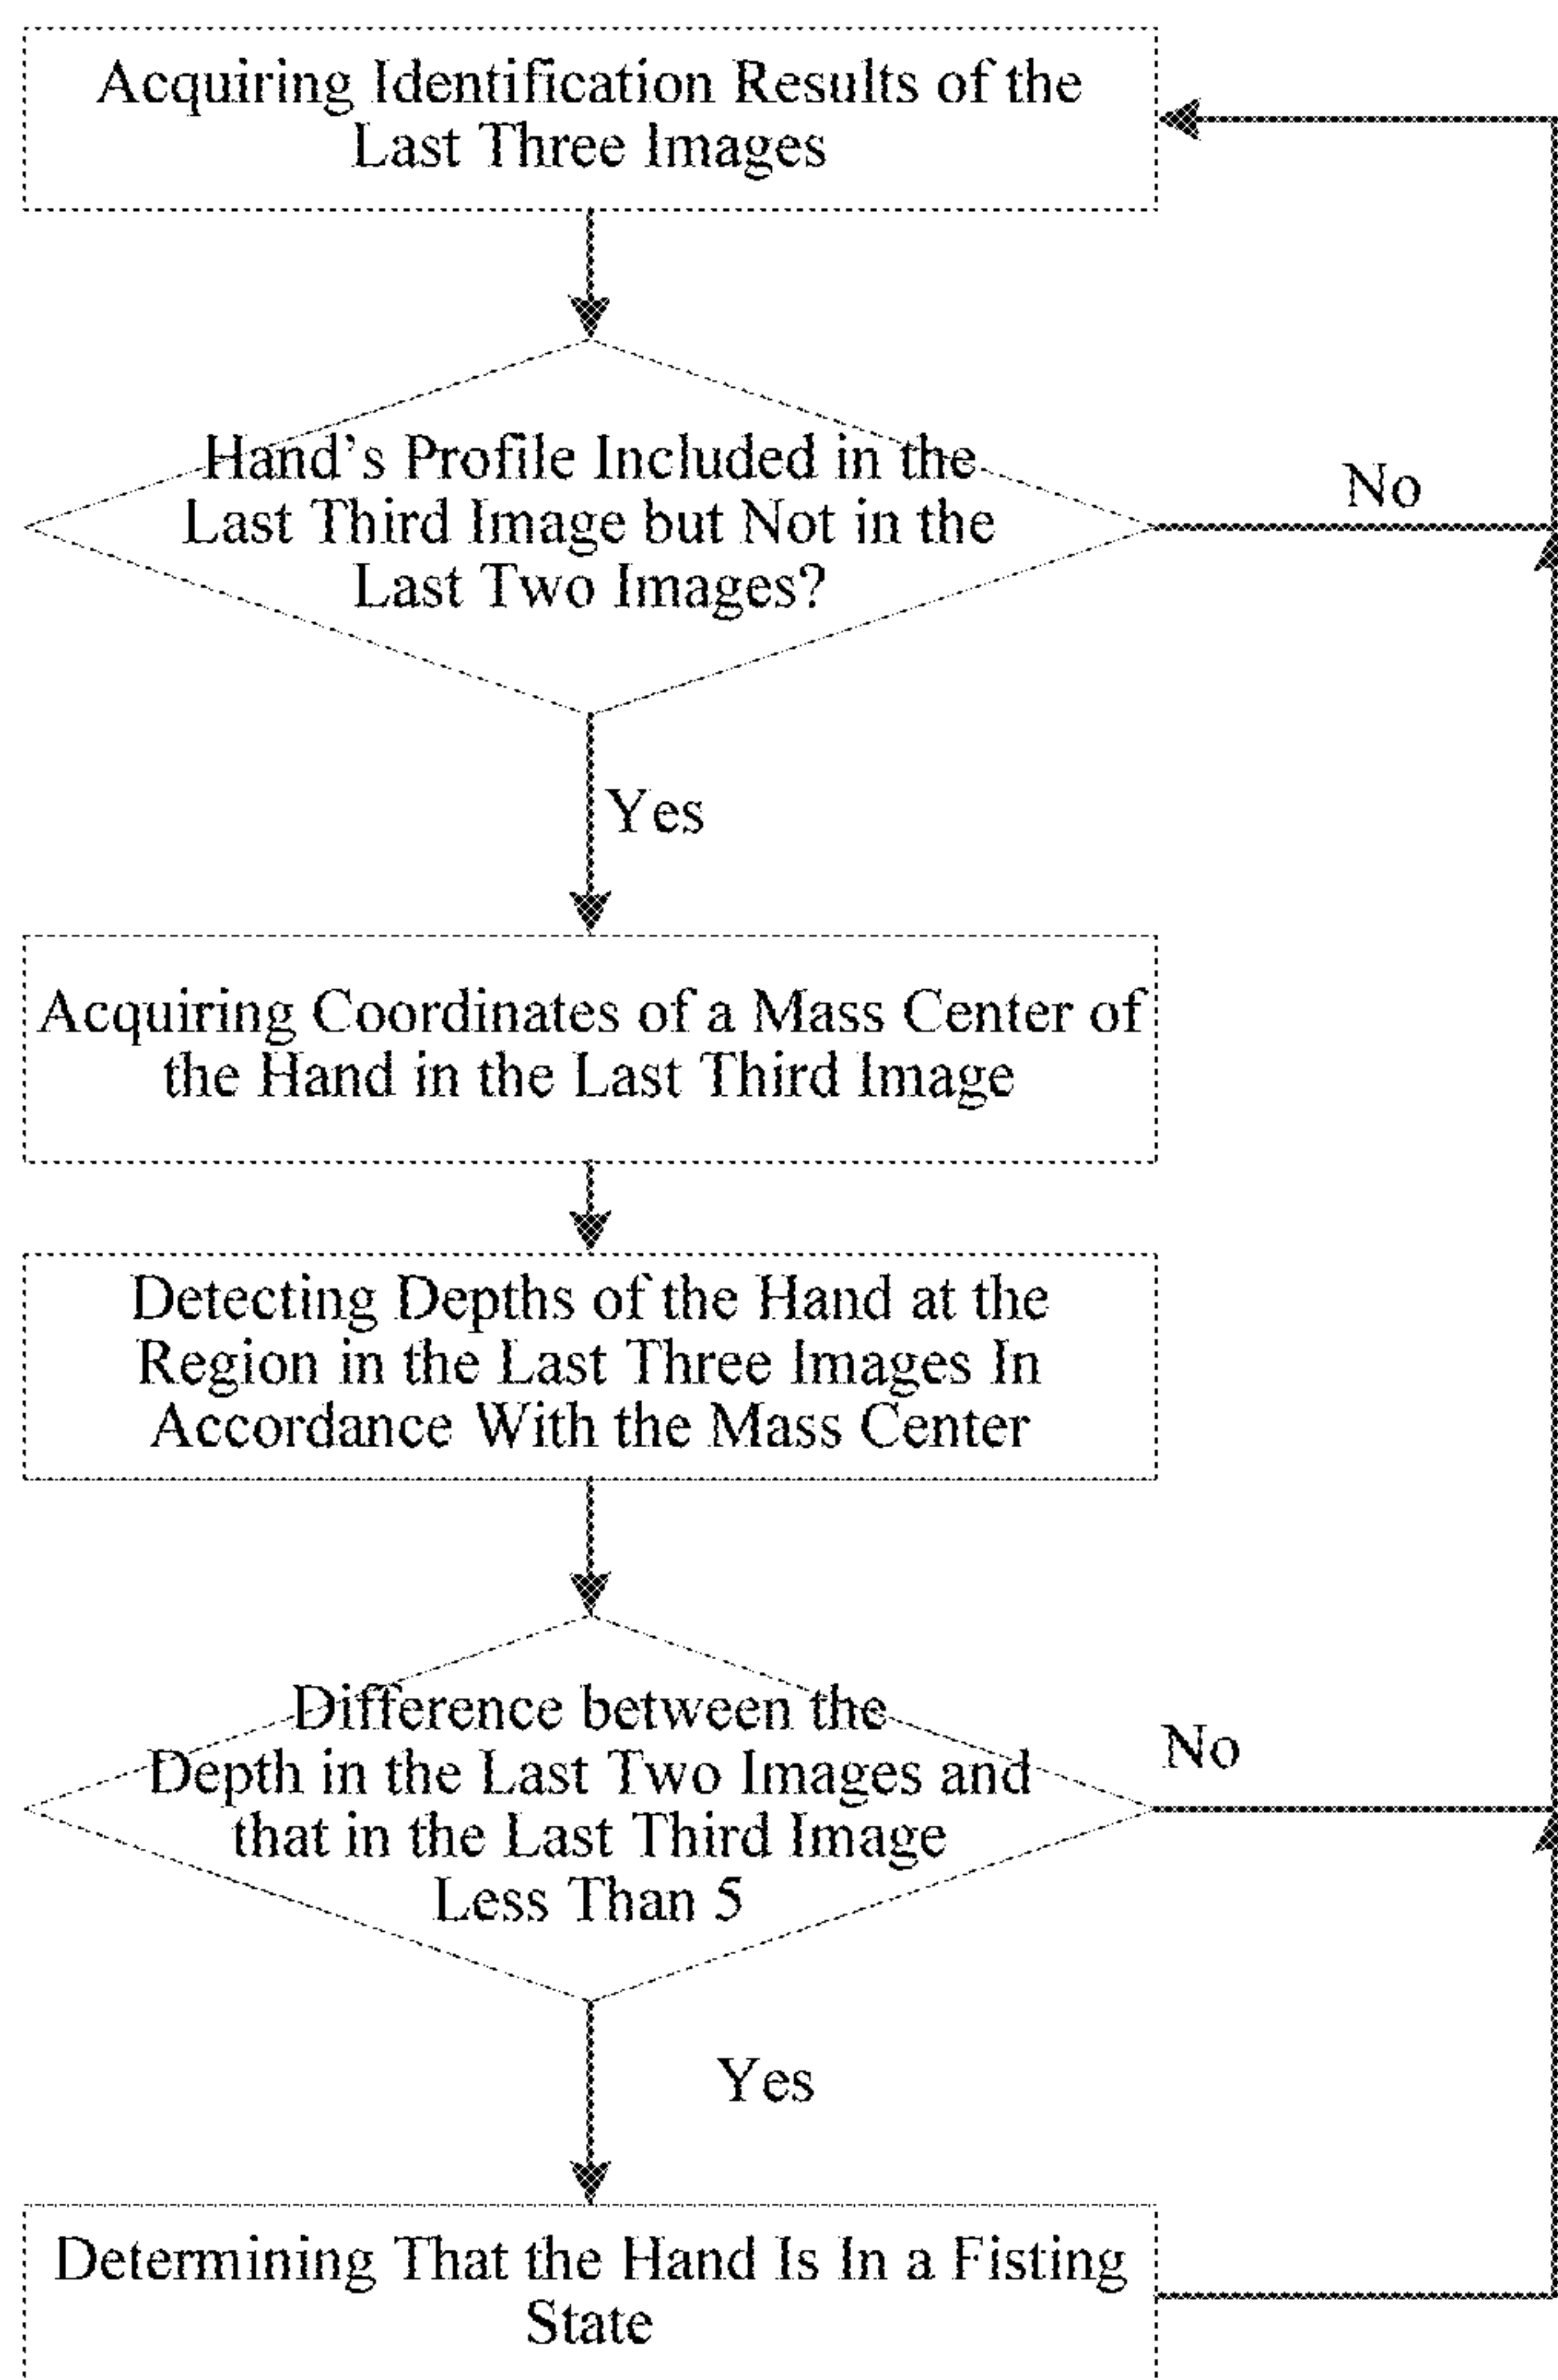 Acquiring Identification Results of the
Last Three Images
Hand's Profile Included in the
Last Third Image but Not in the
Last Two Images?
No
Yes
Acquiring Coordinates of a Mass Center of
the Hand in the Last Third Image
Detecting Depths of the Hand at the
Region in the Last Three Images In
Accordance With the Mass Center
Difference between the
Depth in the Last Two Images and
that in the Last Third Image
Less Than 5
No
Yes
Determining That the Hand Is In a Fisting
State